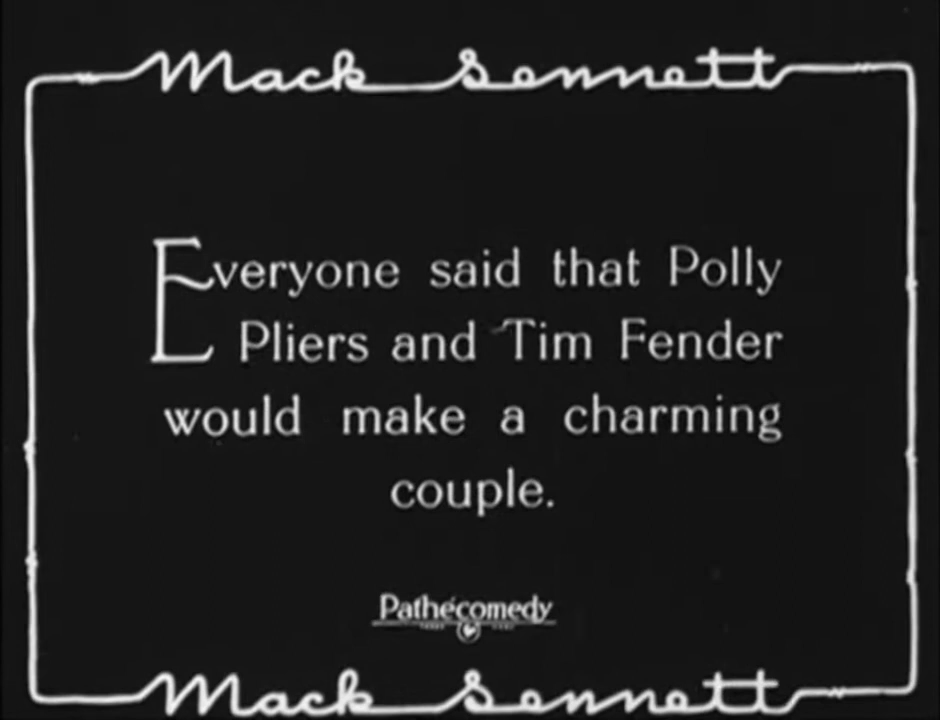 Mack Sennett
Everyone said that Polly
Pliers and Tim Fender
would make a charming
couple.
Pathécomedy
Mack Sennett